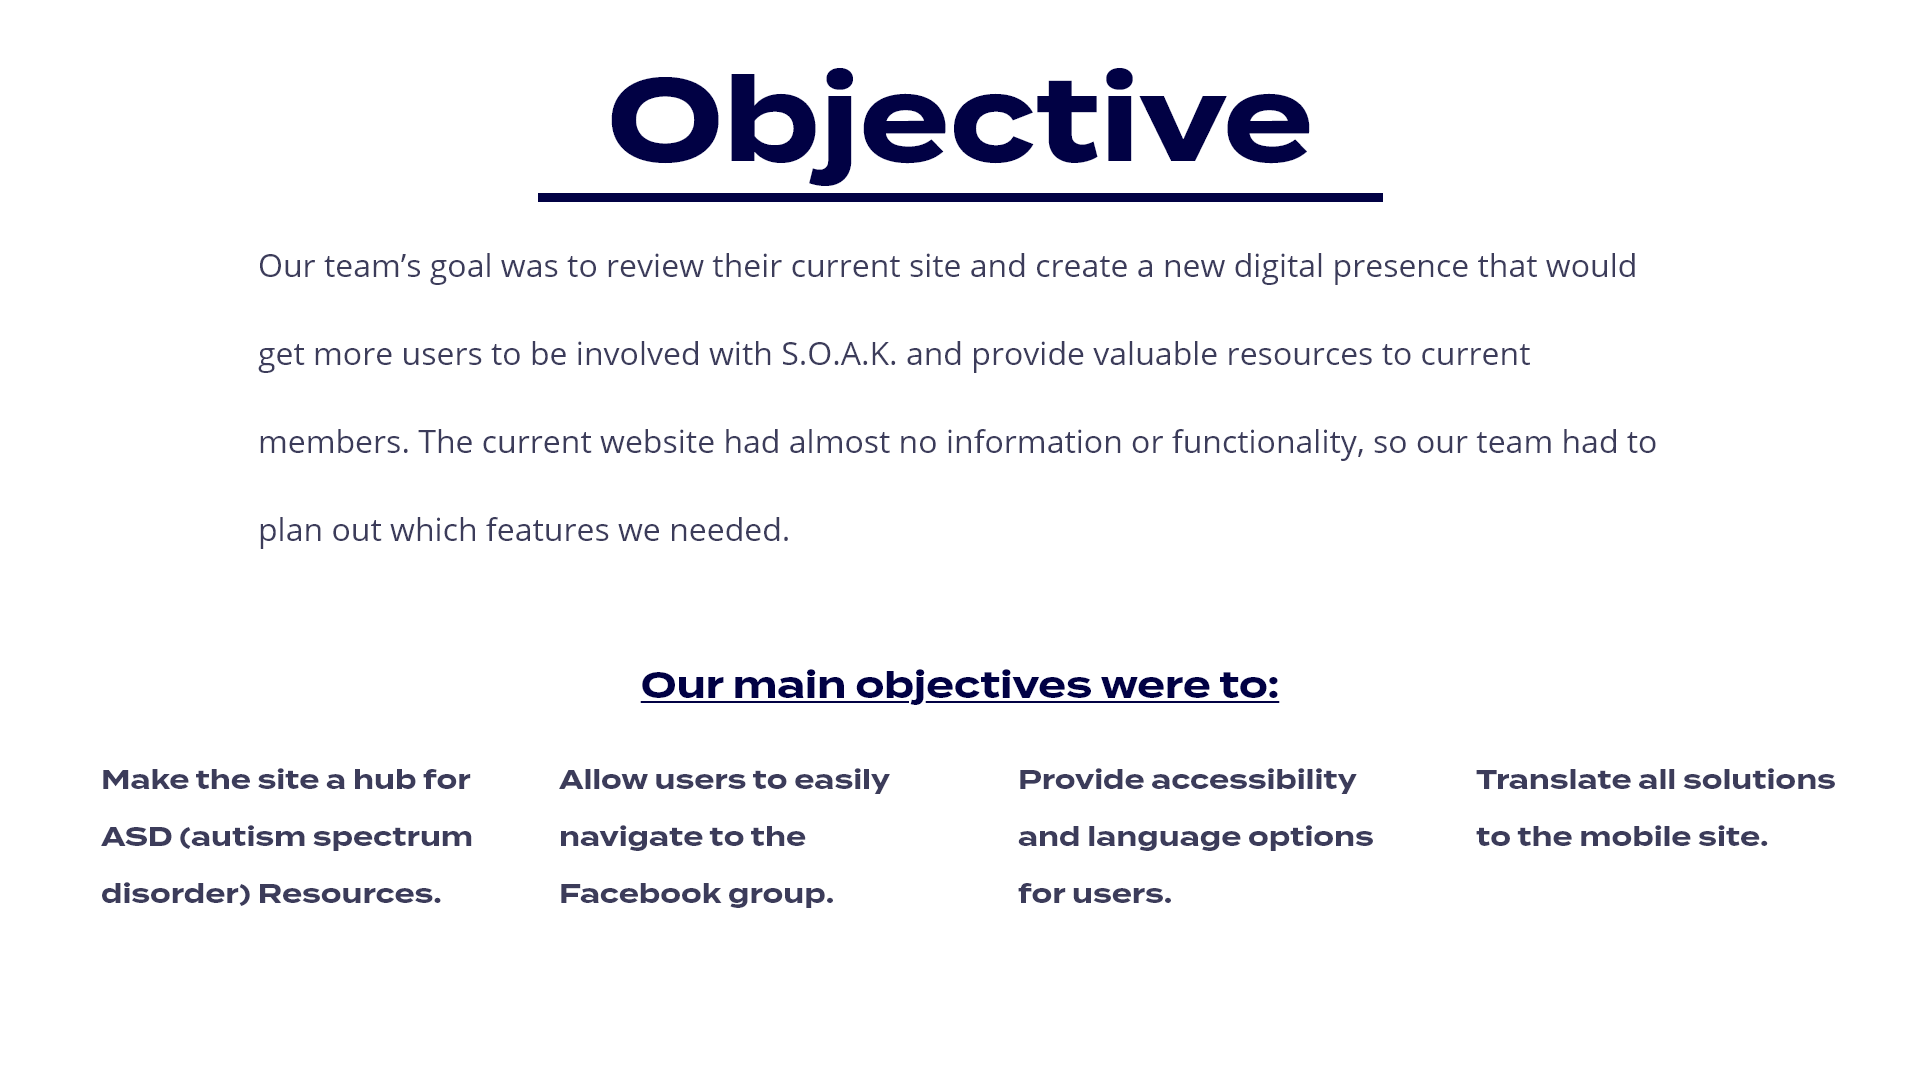 Objective
Our team’s goal was to review their current site and create a new digital presence that would
get more users to be involved with S.O.A.K. and provide valuable resources to current
members. The current website had almost no information or functionality, so our team had to
plan out which features we needed.
Our main objectives were to:
Make the site a hub for
ASD (autism spectrum
disorder) Resources.
Allow users to easily
navigate to the
Facebook group.
Provide accessibility
and language options
for users.
Translate all solutions
to the mobile site.